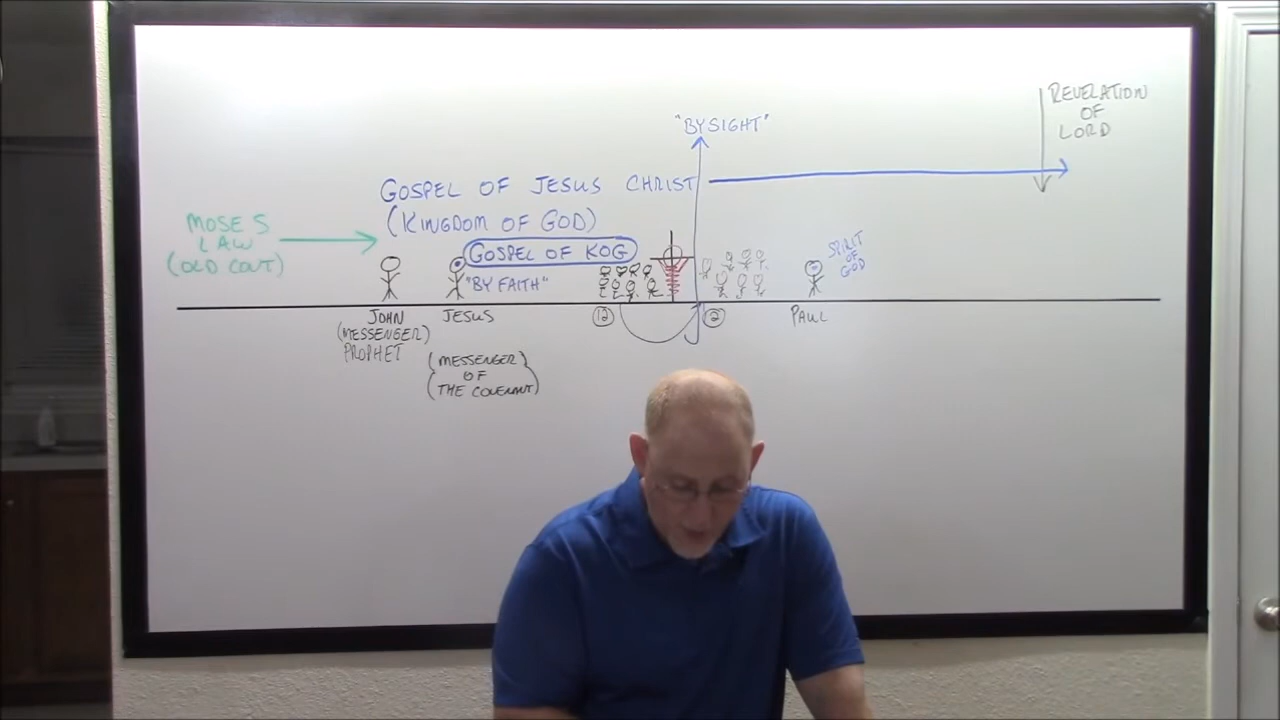 REVELATION
OF
LORD
"BY SIGHT"
GOSPEL OF JESUS CHRIST
(KINGDOM OF GOD)
MOSES
LAW
(OLD COVT)
GOSPEL OF KOG
"BY FAITH"
SPIRIT
OF
GOD
JOHN
(MESSENGER)
PROPHET
JESUS
(MESSENGER)
OF
(THE COVENANT)
12
PAUL